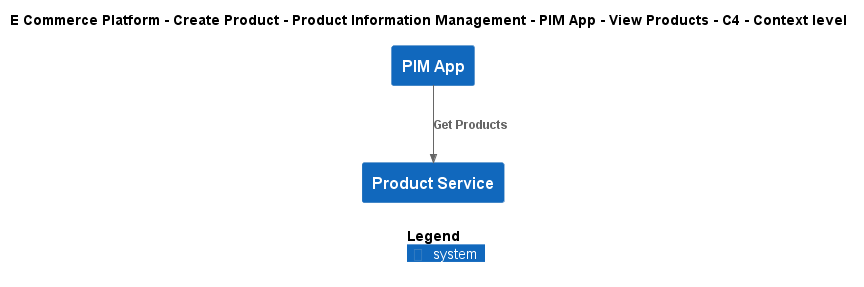 E Commerce Platform - Create Product - Product Information Management - PIM App - View Products - C4 - Context level
PIM App
Get Products
Product Service
Legend
system